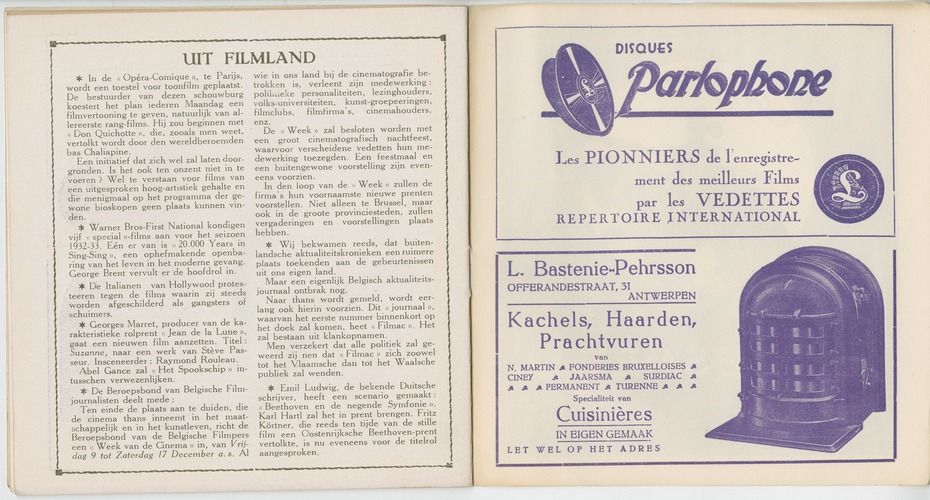 UIT FILMLAND
✶ In de « Opéra-Comique », te Parijs,
wordt een toestel voor toonfilm geplaatst.
De bestuurder van dezen schouwburg
koestert het plan iederen Maandag een
filmvertooning te geven, natuurlijk van al-
lereerste rang-films. Hij zou beginnen met
« Don Quichotte », die, zooals men weet,
vertolkt wordt door den wereldberoemden
bas Chaliapine.
Een initiatief dat zich wel zal laten door-
gronden. Is het ook ten onzent niet in te
voeren ? Wel te verstaan voor films van
een uitgesproken hoog-artistiek gehalte en
die menigmaal op het programma der ge-
wone bioskopen geen plaats kunnen vin-
den.
✶ Warner Bros-First National kondigen
vijf « special »-films aan voor het seizoen
1932-33. Eén er van is « 20.000 Years in
Sing-Sing », een ophefmakende openba-
ring van het leven in het moderne gevang.
George Brent vervult er de hoofdrol in.
✶ De Italianen van Hollywood protes-
teeren tegen de films waarin zij steeds
worden afgeschilderd als gangsters of
schuimers.
✶ Georges Marret, producer van de ka-
rakteristieke rolprent « Jean de la Lune »,
gaat een nieuwen film aanzetten. Titel :
Suzanne, naar een werk van Stève Pas-
seur. Insceneerder : Raymond Rouleau.
Abel Gance zal « Het Spookschip » in-
tusschen verwezenlijken.
✶ De Beroepsbond van Belgische Film-
journalisten deelt mede :
Ten einde de plaats aan te duiden, die
de cinema thans inneemt in het maat-
schappelijk en in het kunstleven, richt de
Beroepsbond van de Belgische Filmpers
een « Week van de Cinema » in, van Vrij-
dag 9 tot Zaterdag 17 December a. s. Al
wie in ons land bij de cinematografie be-
trokken is, verleent zijn medewerking :
politieke personaliteiten, lezinghouders,
volks-universiteiten, kunst-groepeeringen,
filmclubs, filmfirma's, cinemahouders,
enz.
De « Week » zal besloten worden met
een groot cinematografisch nachtfeest,
waarvoor verscheidene vedetten hun me-
dewerking toezegden. Een feestmaal en
een buitengewone voorstelling zijn even-
eens voorzien.
In den loop van de « Week » zullen de
firma's hun voornaamste nieuwe prenten
voorstellen. Niet alleen te Brussel, maar
ook in de groote provinciesteden, zullen
vergaderingen en voorstellingen plaats
hebben.
✶ Wij bekwamen reeds, dat buiten-
landsche aktualiteitskronieken een ruimere
plaats toekenden aan de gebeurtenissen
uit ons eigen land.
Maar een eigenlijk Belgisch aktualiteits-
journaal ontbrak nog.
Naar thans wordt gemeld, wordt eer-
lang ook hierin voorzien. Dit « journaal »,
waarvan het eerste nummer binnenkort op
het doek zal komen, heet « Filmac ». Het
zal bestaan uit klankopnamen.
Men verzekert dat alle politiek zal ge-
weerd zij nen dat « Filmac » zich zoowel
tot het Vlaamsche dan tot het Waalsche
publiek zal wenden.
✶ Emil Ludwig, de bekende Duitsche
schrijver, heeft een scenario gemaakt :
« Beethoven en de negende Symfonie ».
Karl Hartl zal het in prent brengen. Fritz
Körtner, die reeds ten tijde van de stille
film een Oostenrijksche Beethoven-prent
vertolkte, is nu eveneens voor de titelrol
aangesproken.
DISQUES
Parlophone
Les PIONNIERS de l'enregistre-
ment des meilleurs Films
par les VEDETTES
REPERTOIRE INTERNATIONAL
L. Bastenie-Pehrsson
OFFERANDESTRAAT, 31
ANTWERPEN
Kachels, Haarden,
Prachtvuren
van
N. MARTIN FONDERIES BRUXELLOISES
CINEY JAARSMA SURDIAC
PERMANENT TURENNE
Specialiteit van
Cuisinières
IN EIGEN GEMAAK
LET WEL OP HET ADRES